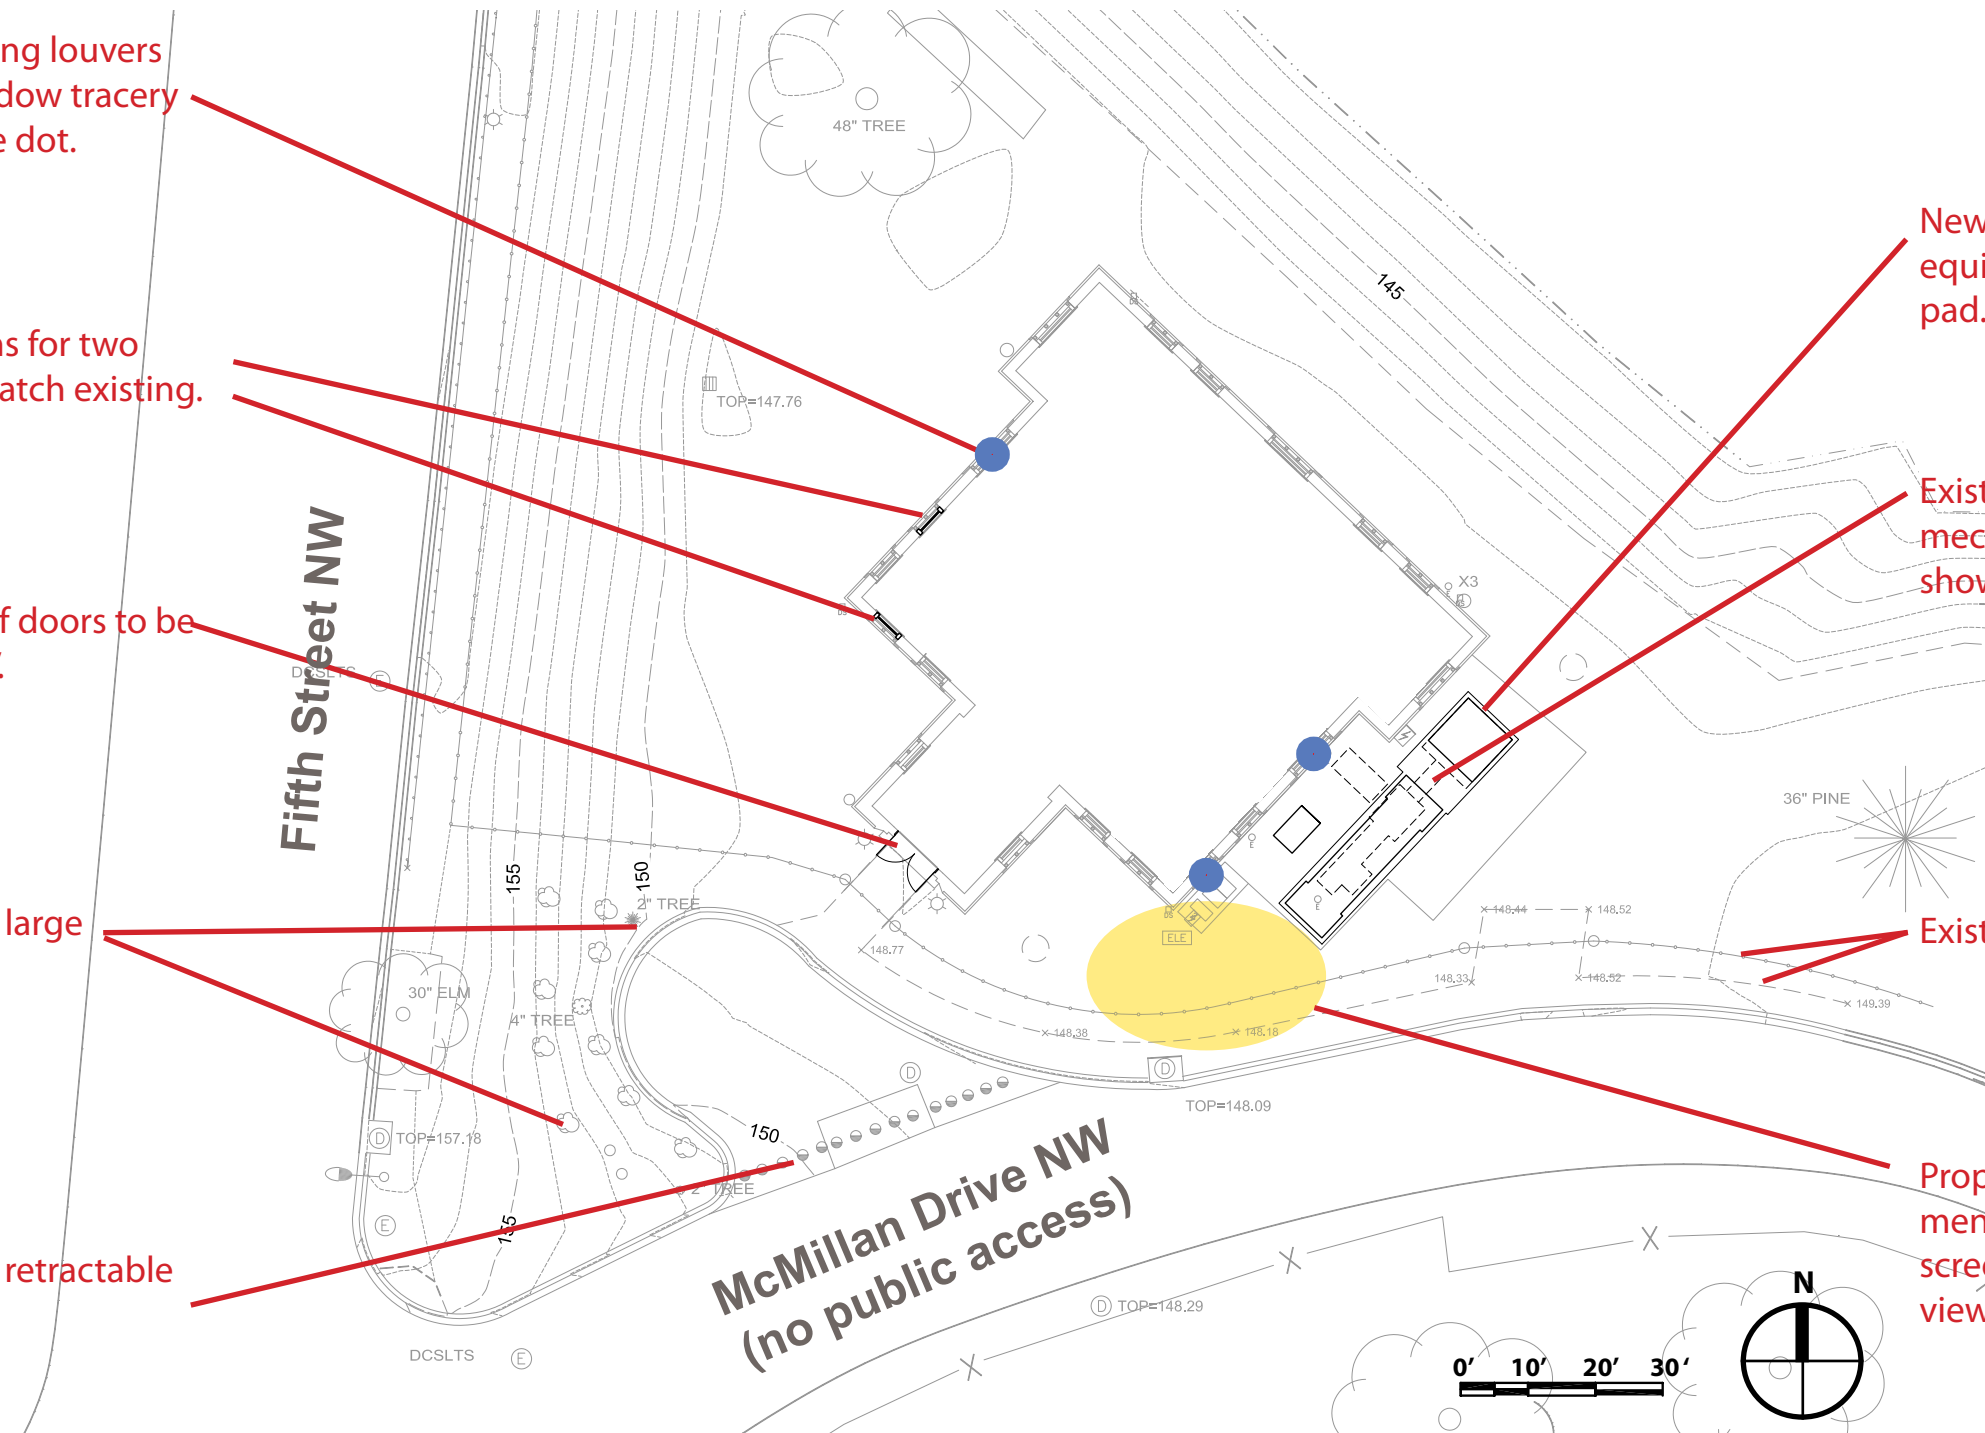 ng louvers
dow tracery
e dot.
s for two
atch existing.
f doors to be
large
retractable
New
equi
pad.
Exist
mec
show
Exist
Prop
men
scree
view
48" TREE
145
TOP=147.76
X3
Fifth Street NW
DCSLTS
E
36" PINE
155
150
2" TREE
148.44
148.52
148.77
ELE
30" ELM
148.33
148.52
149.39
4" TREE
148.38
148.18
D
D
TOP=148.09
D
TOP=157.18
150
2" TREE
E
155
McMillan Drive NW
(no public access)
D TOP=148.29
DCSLTS
E
N
0' 10' 20' 30'